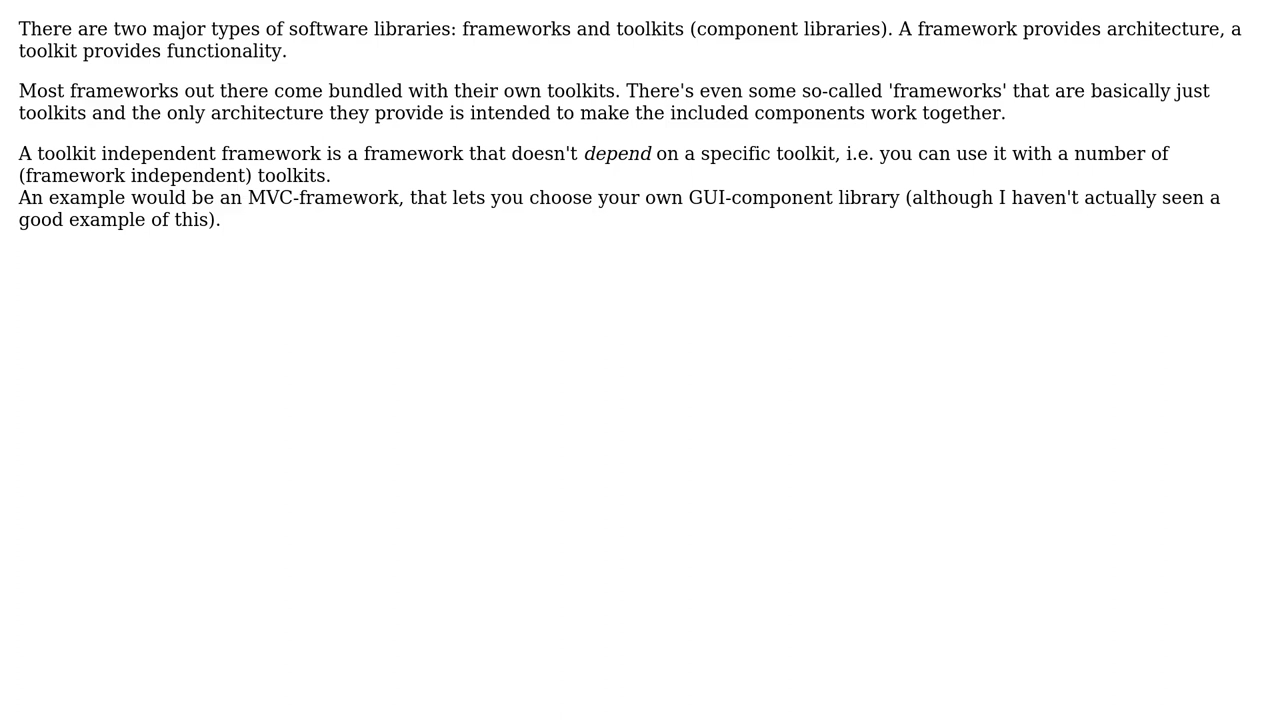 There are two major types of software libraries: frameworks and toolkits (component libraries). A framework provides architecture, a
toolkit provides functionality.
Most frameworks out there come bundled with their own toolkits. There's even some so-called 'frameworks' that are basically just
toolkits and the only architecture they provide is intended to make the included components work together.
A toolkit independent framework is a framework that doesn't depend on a specific toolkit, i.e. you can use it with a number of
(framework independent) toolkits.
An example would be an MVC-framework, that lets you choose your own GUI-component library (although I haven't actually seen a
good example of this).